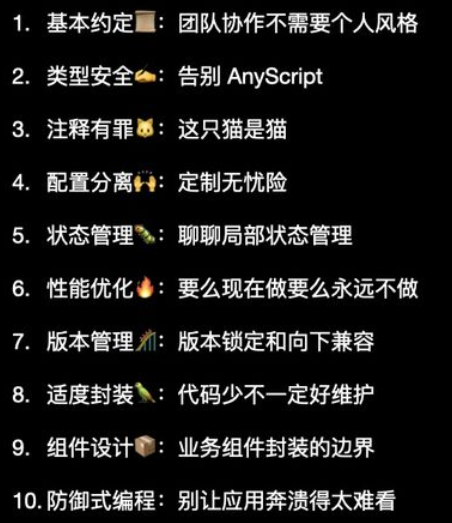 1. 基本约定📜：团队协作不需要个人风格
2. 类型安全✍️：告别 AnyScript
3. 注释有罪🐱：这只猫是猫
4. 配置分离🙌：定制无忧险
5. 状态管理🐛：聊聊局部状态管理
6. 性能优化🔥：要么现在做要么永远不做
7. 版本管理🎢：版本锁定和向下兼容
8. 适度封装🦜：代码少不一定好维护
9. 组件设计📦：业务组件封装的边界
10. 防御式编程：别让应用奔溃得太难看